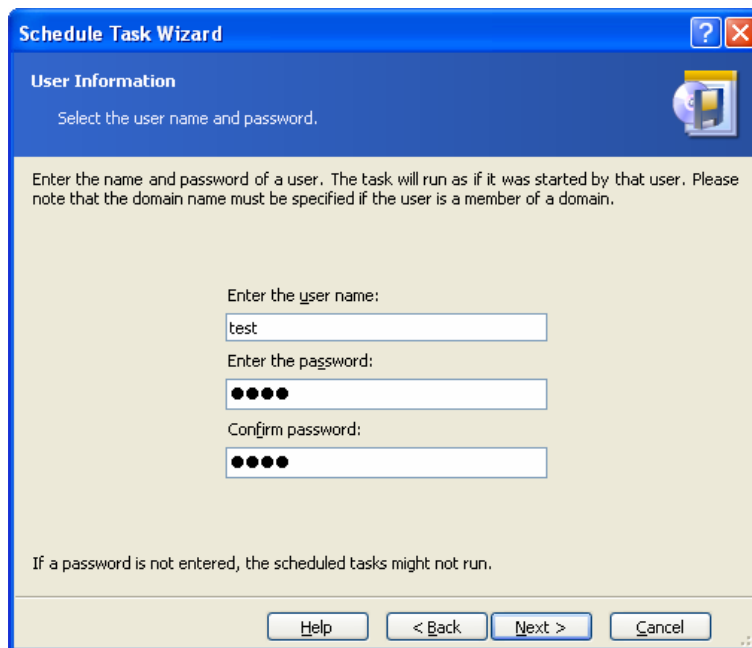 Schedule Task Wizard
User Information
Select the user name and password.
Enter the name and password of a user. The task will run as if it was started by that user. Please
note that the domain name must be specified if the user is a member of a domain.
Enter the user name:
test
Enter the password:
●●●●
Confirm password:
●●●●
If a password is not entered, the scheduled tasks might not run.
Help
< Back
Next >
Cancel